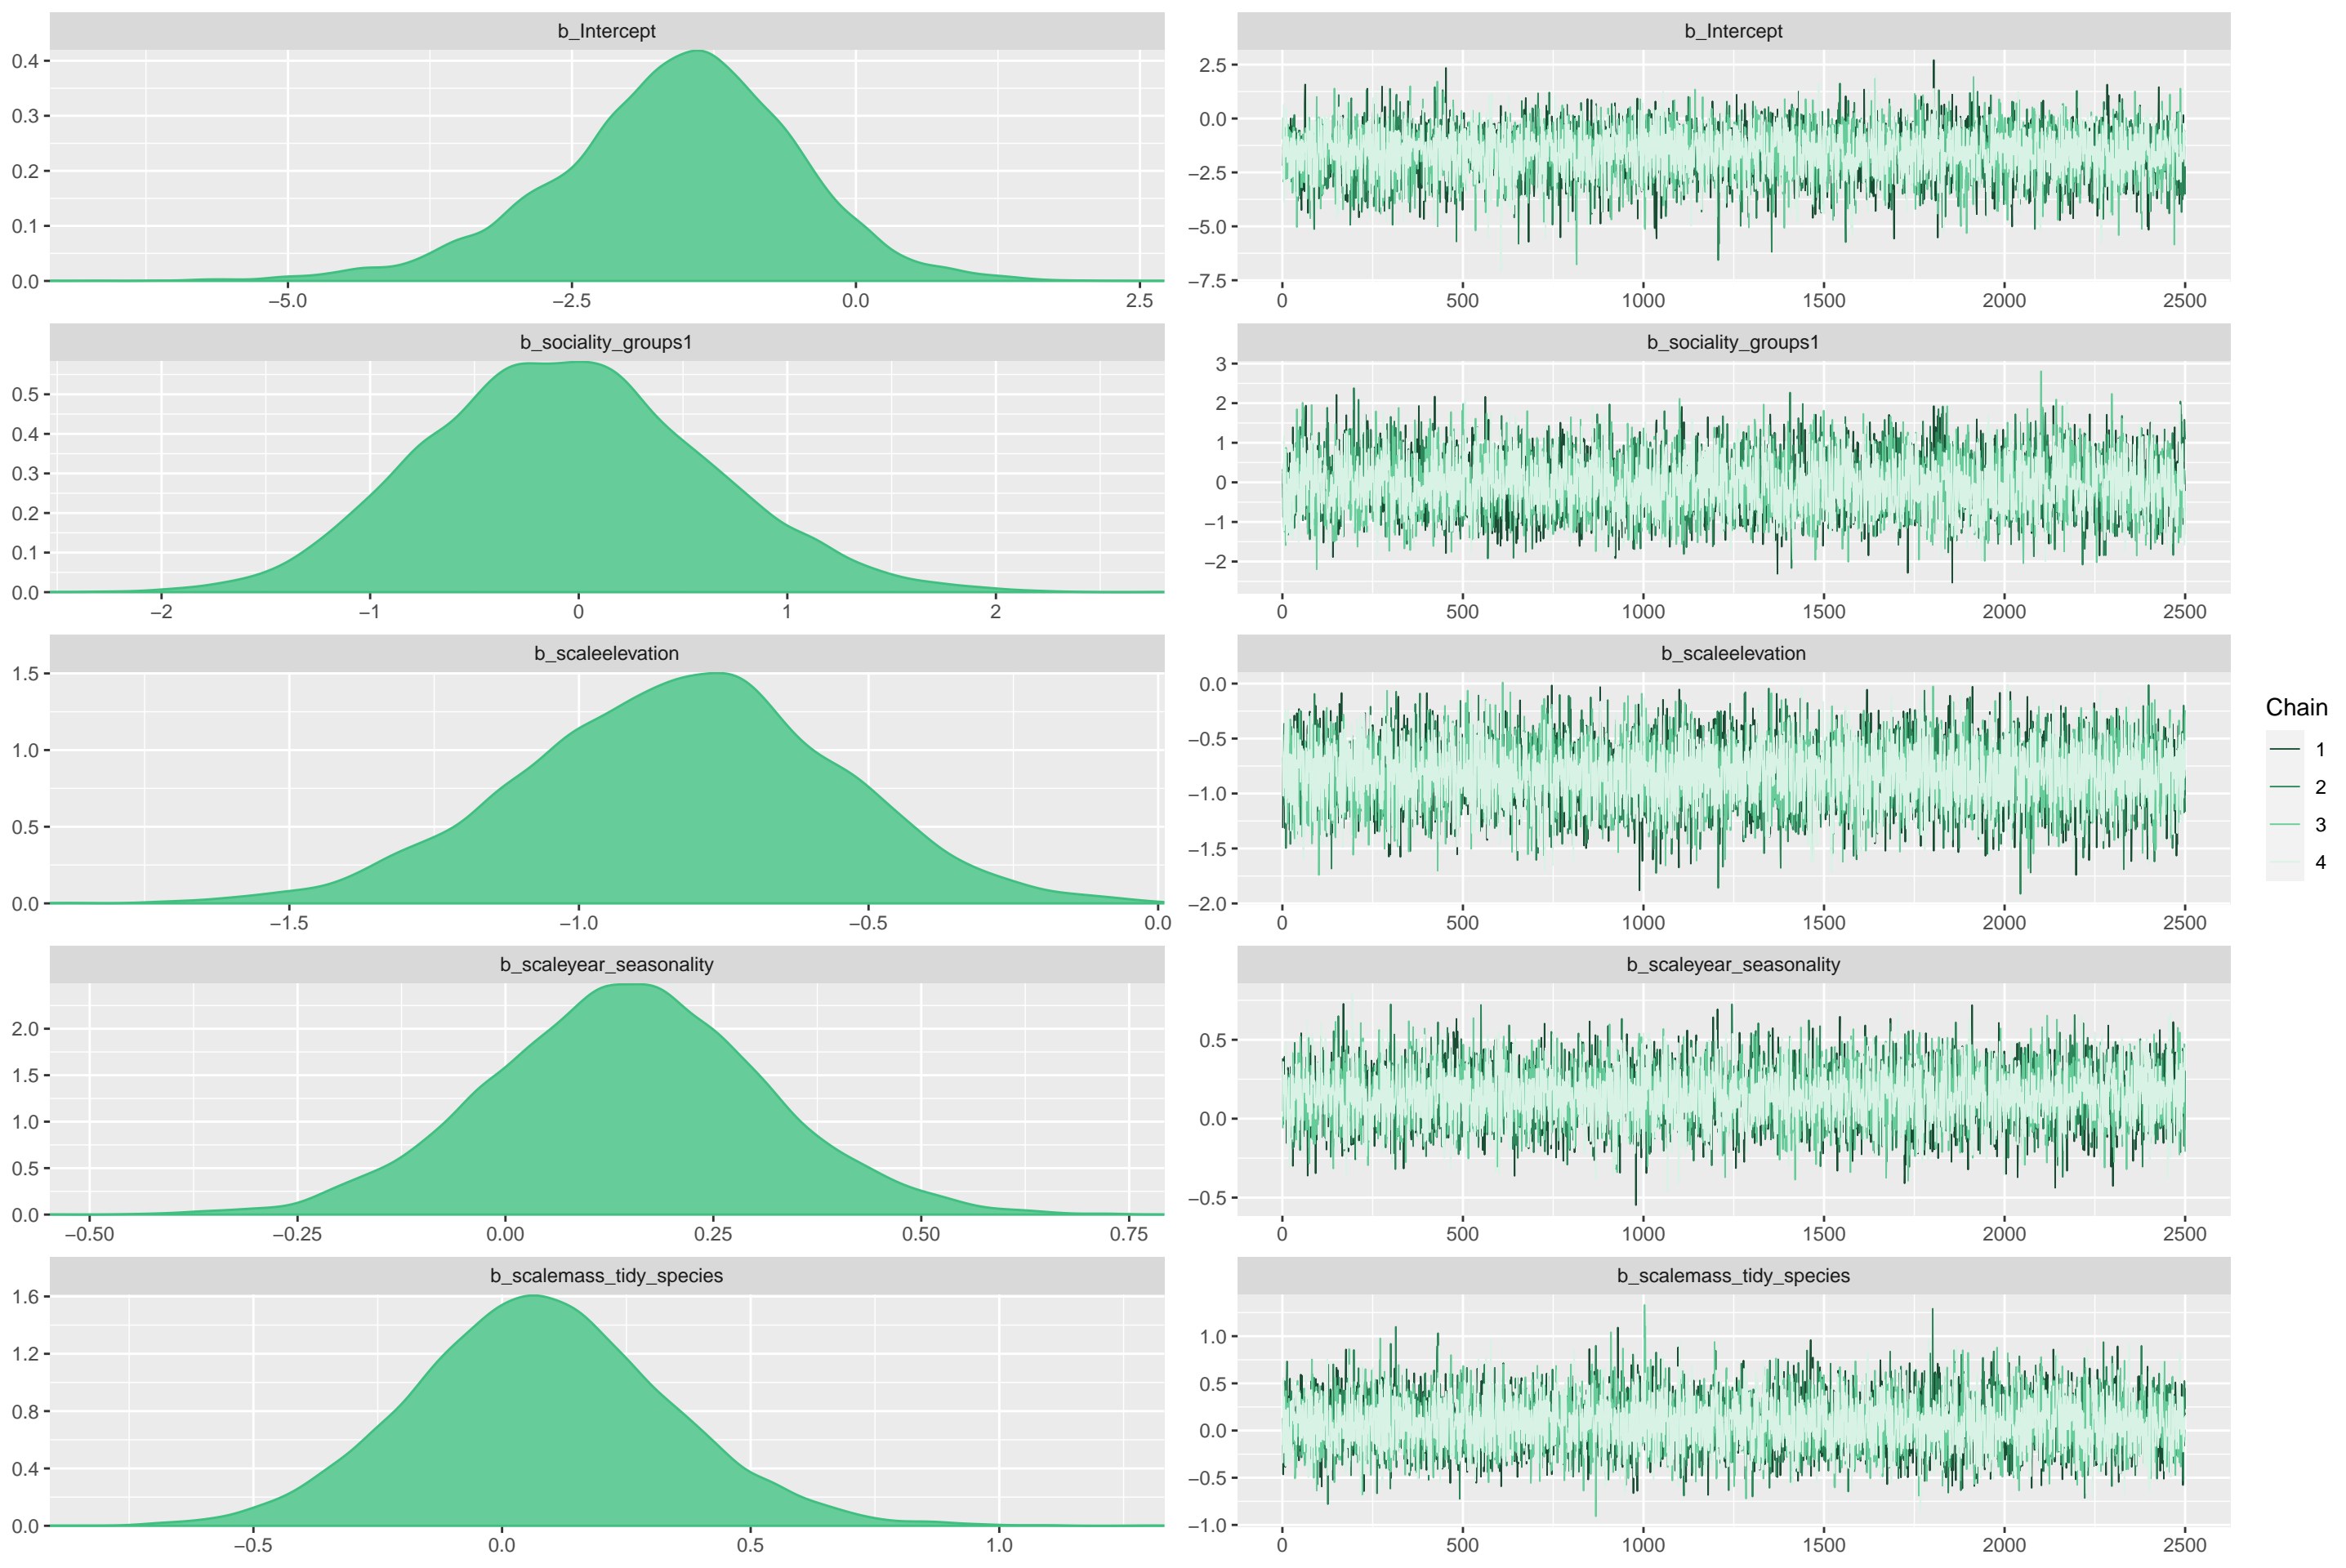 b_Intercept
0.4
0.3
0.2
0.1
0.0
−5.0 −2.5 0.0 2.5
b_Intercept
2.5
0.0
−2.5
−5.0
−7.5
0 500 1000 1500 2000 2500
b_sociality_groups1
0.5
0.4
0.3
0.2
0.1
0.0
−2 −1 0 1 2
b_sociality_groups1
3
2
1
0
−1
−2
0 500 1000 1500 2000 2500
b_scaleelevation
1.5
1.0
0.5
0.0
−1.5 −1.0 −0.5 0.0
b_scaleelevation
0.0
−0.5
−1.0
−1.5
−2.0
0 500 1000 1500 2000 2500
b_scaleyear_seasonality
2.0
1.5
1.0
0.5
0.0
−0.50 −0.25 0.00 0.25 0.50 0.75
b_scaleyear_seasonality
0.5
0.0
−0.5
0 500 1000 1500 2000 2500
b_scalemass_tidy_species
1.6
1.2
0.8
0.4
0.0
−0.5 0.0 0.5 1.0
b_scalemass_tidy_species
1.0
0.5
0.0
−0.5
−1.0
0 500 1000 1500 2000 2500
Chain
1
2
3
4